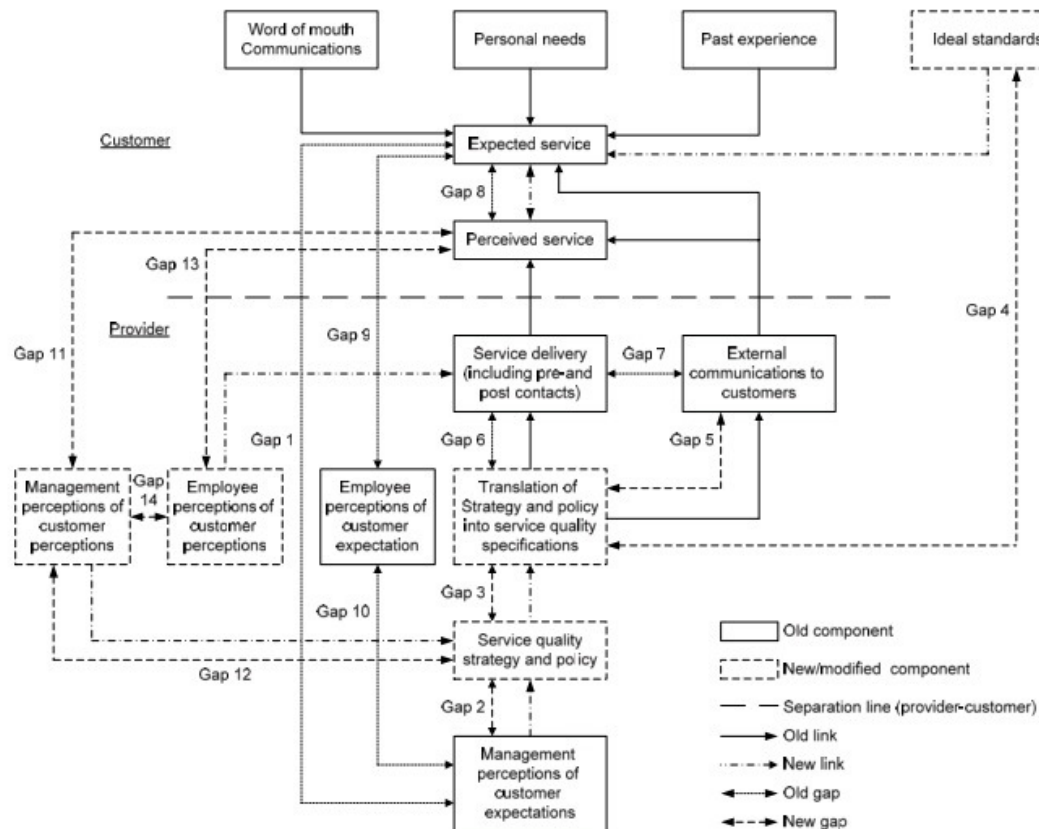 Word of mouth
Communications
Personal needs
Past experience
Ideal standards
Customer
Expected service
Gap 8
Perceived service
Gap 13
Provider
Gap 11
Gap 9
Gap 4
Service delivery
(including pre-and
post contacts)
Gap 7
External
communications to
customers
Gap 1
Gap 6
Gap 5
Management
perceptions of
customer
perceptions
Gap
14
Employee
perceptions of
customer
perceptions
Employee
perceptions of
customer
expectation
Translation of
Strategy and policy
into service quality
specifications
Gap 10
Gap 3
Service quality
strategy and policy
Gap 12
Gap 2
Management
perceptions of
customer
expectations
Old component
New/modified component
Separation line (provider-customer)
Old link
New link
Old gap
New gap